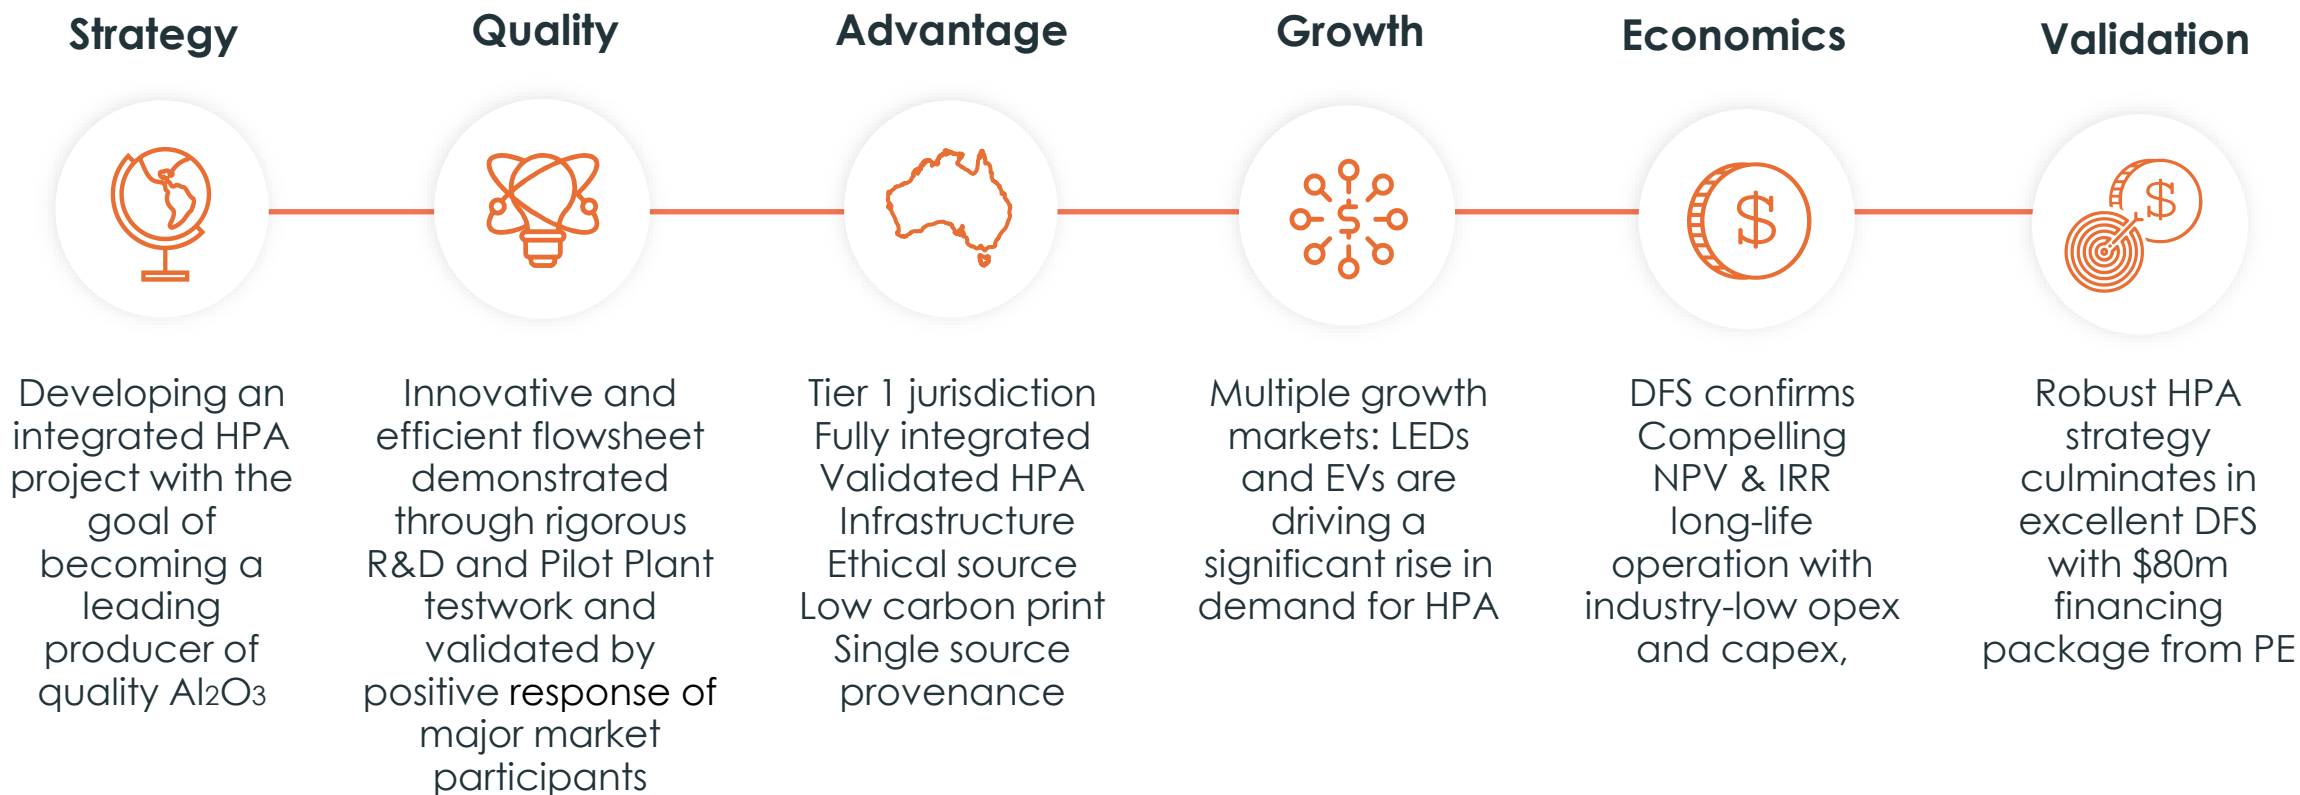 Strategy
Developing an
integrated HPA
project with the
goal of
becoming a
leading
producer of
quality Al2O3
Quality
Innovative and
efficient flowsheet
demonstrated
through rigorous
R&D and Pilot Plant
testwork and
validated by
positive response of
major market
participants
Advantage
Tier 1 jurisdiction
Fully integrated
Validated HPA
Infrastructure
Ethical source
Low carbon print
Single source
provenance
Growth
$
Multiple growth
markets: LEDs
and EVs are
driving a
significant rise in
demand for HPA
Economics
$
DFS confirms
Compelling
NPV & IRR
long-life
operation with
industry-low opex
and capex,
Validation
$
Robust HPA
strategy
culminates in
excellent DFS
with $80m
financing
package from PE